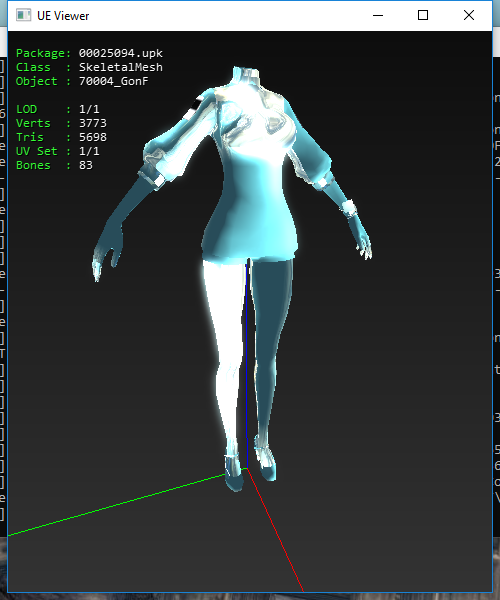 UE Viewer
Package: 00025094.upk
Class  : SkeletalMesh
Object : 70004_GonF
LOD    : 1/1
Verts  : 3773
Tris   : 5698
UV Set : 1/1
Bones  : 83